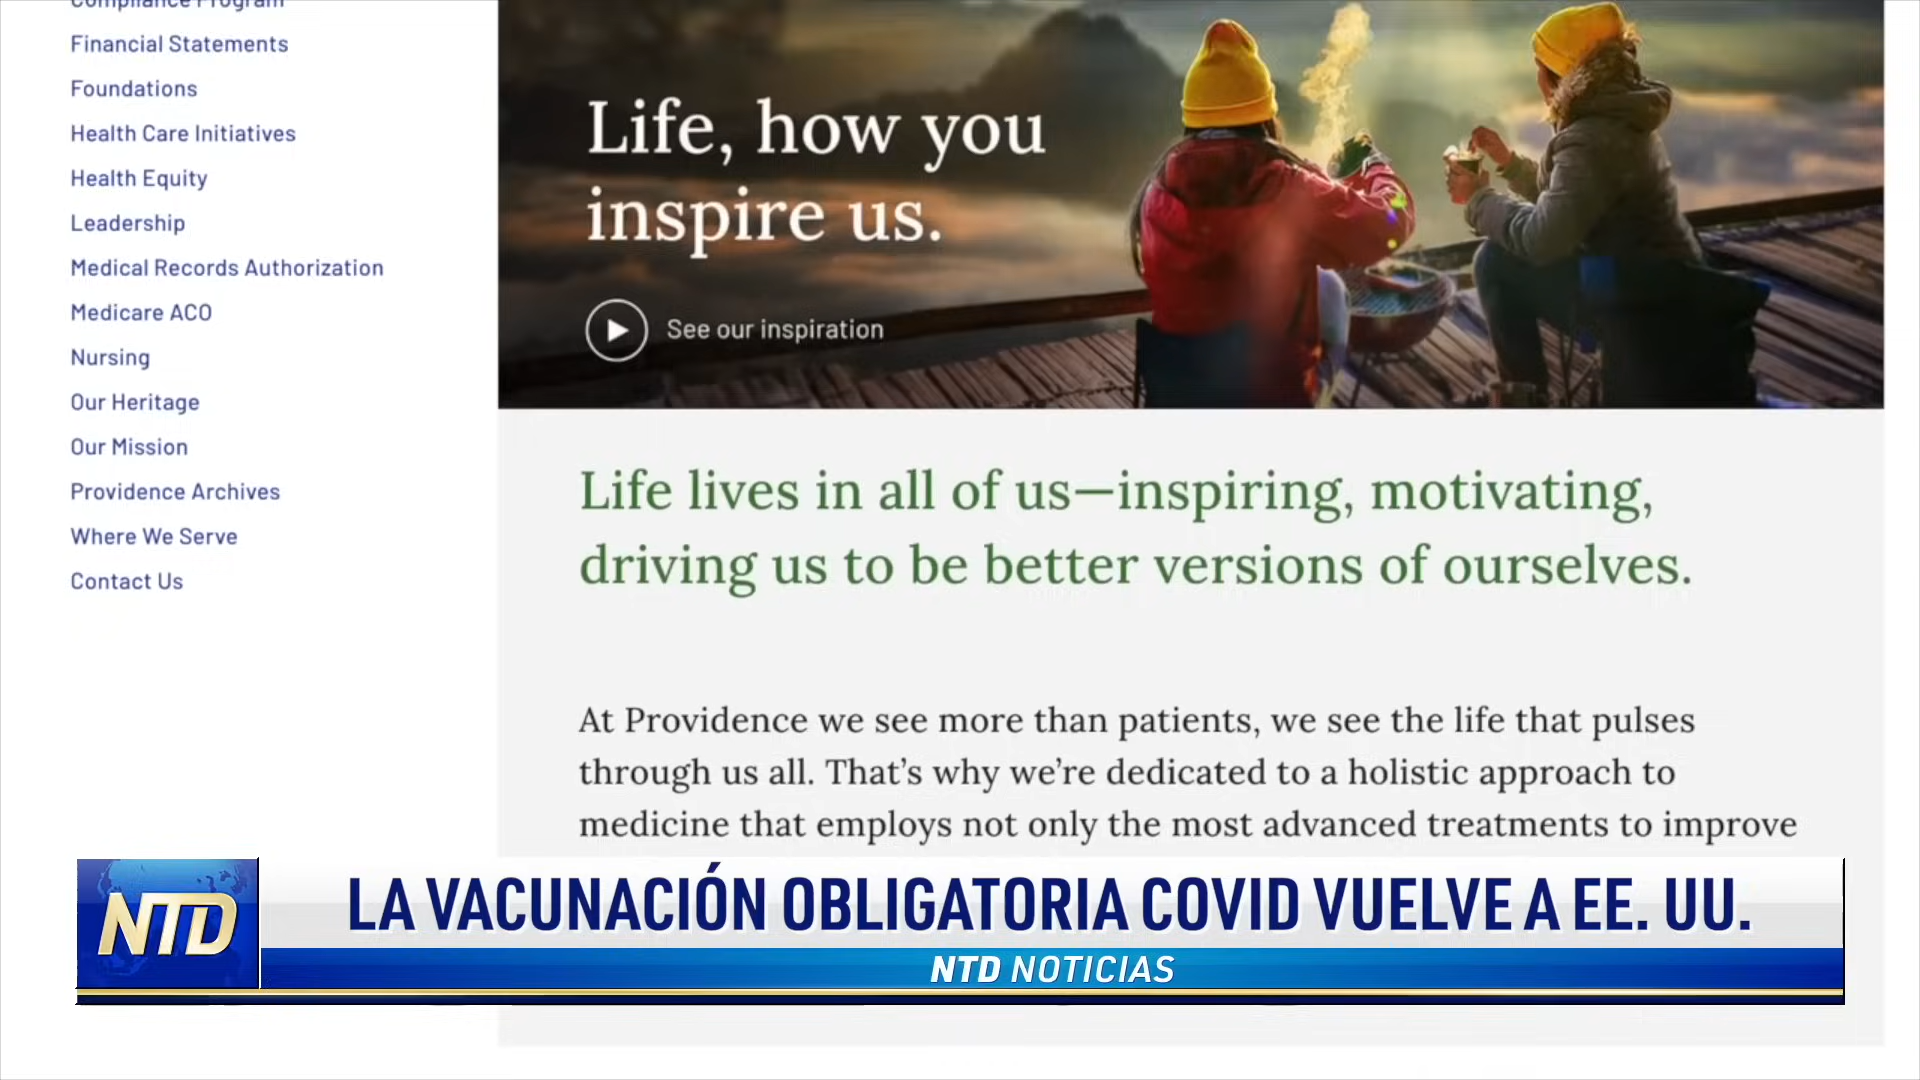 Compliance Program
Financial Statements
Foundations
Health Care Initiatives
Health Equity
Leadership
Medical Records Authorization
Medicare ACO
Nursing
Our Heritage
Our Mission
Providence Archives
Where We Serve
Contact Us
Life, how you
inspire us.
See our inspiration
Life lives in all of us—inspiring, motivating,
driving us to be better versions of ourselves.
At Providence we see more than patients, we see the life that pulses
through us all. That’s why we’re dedicated to a holistic approach to
medicine that employs not only the most advanced treatments to improve
NTD
LA VACUNACIÓN OBLIGATORIA COVID VUELVE A EE. UU.
NTD NOTICIAS